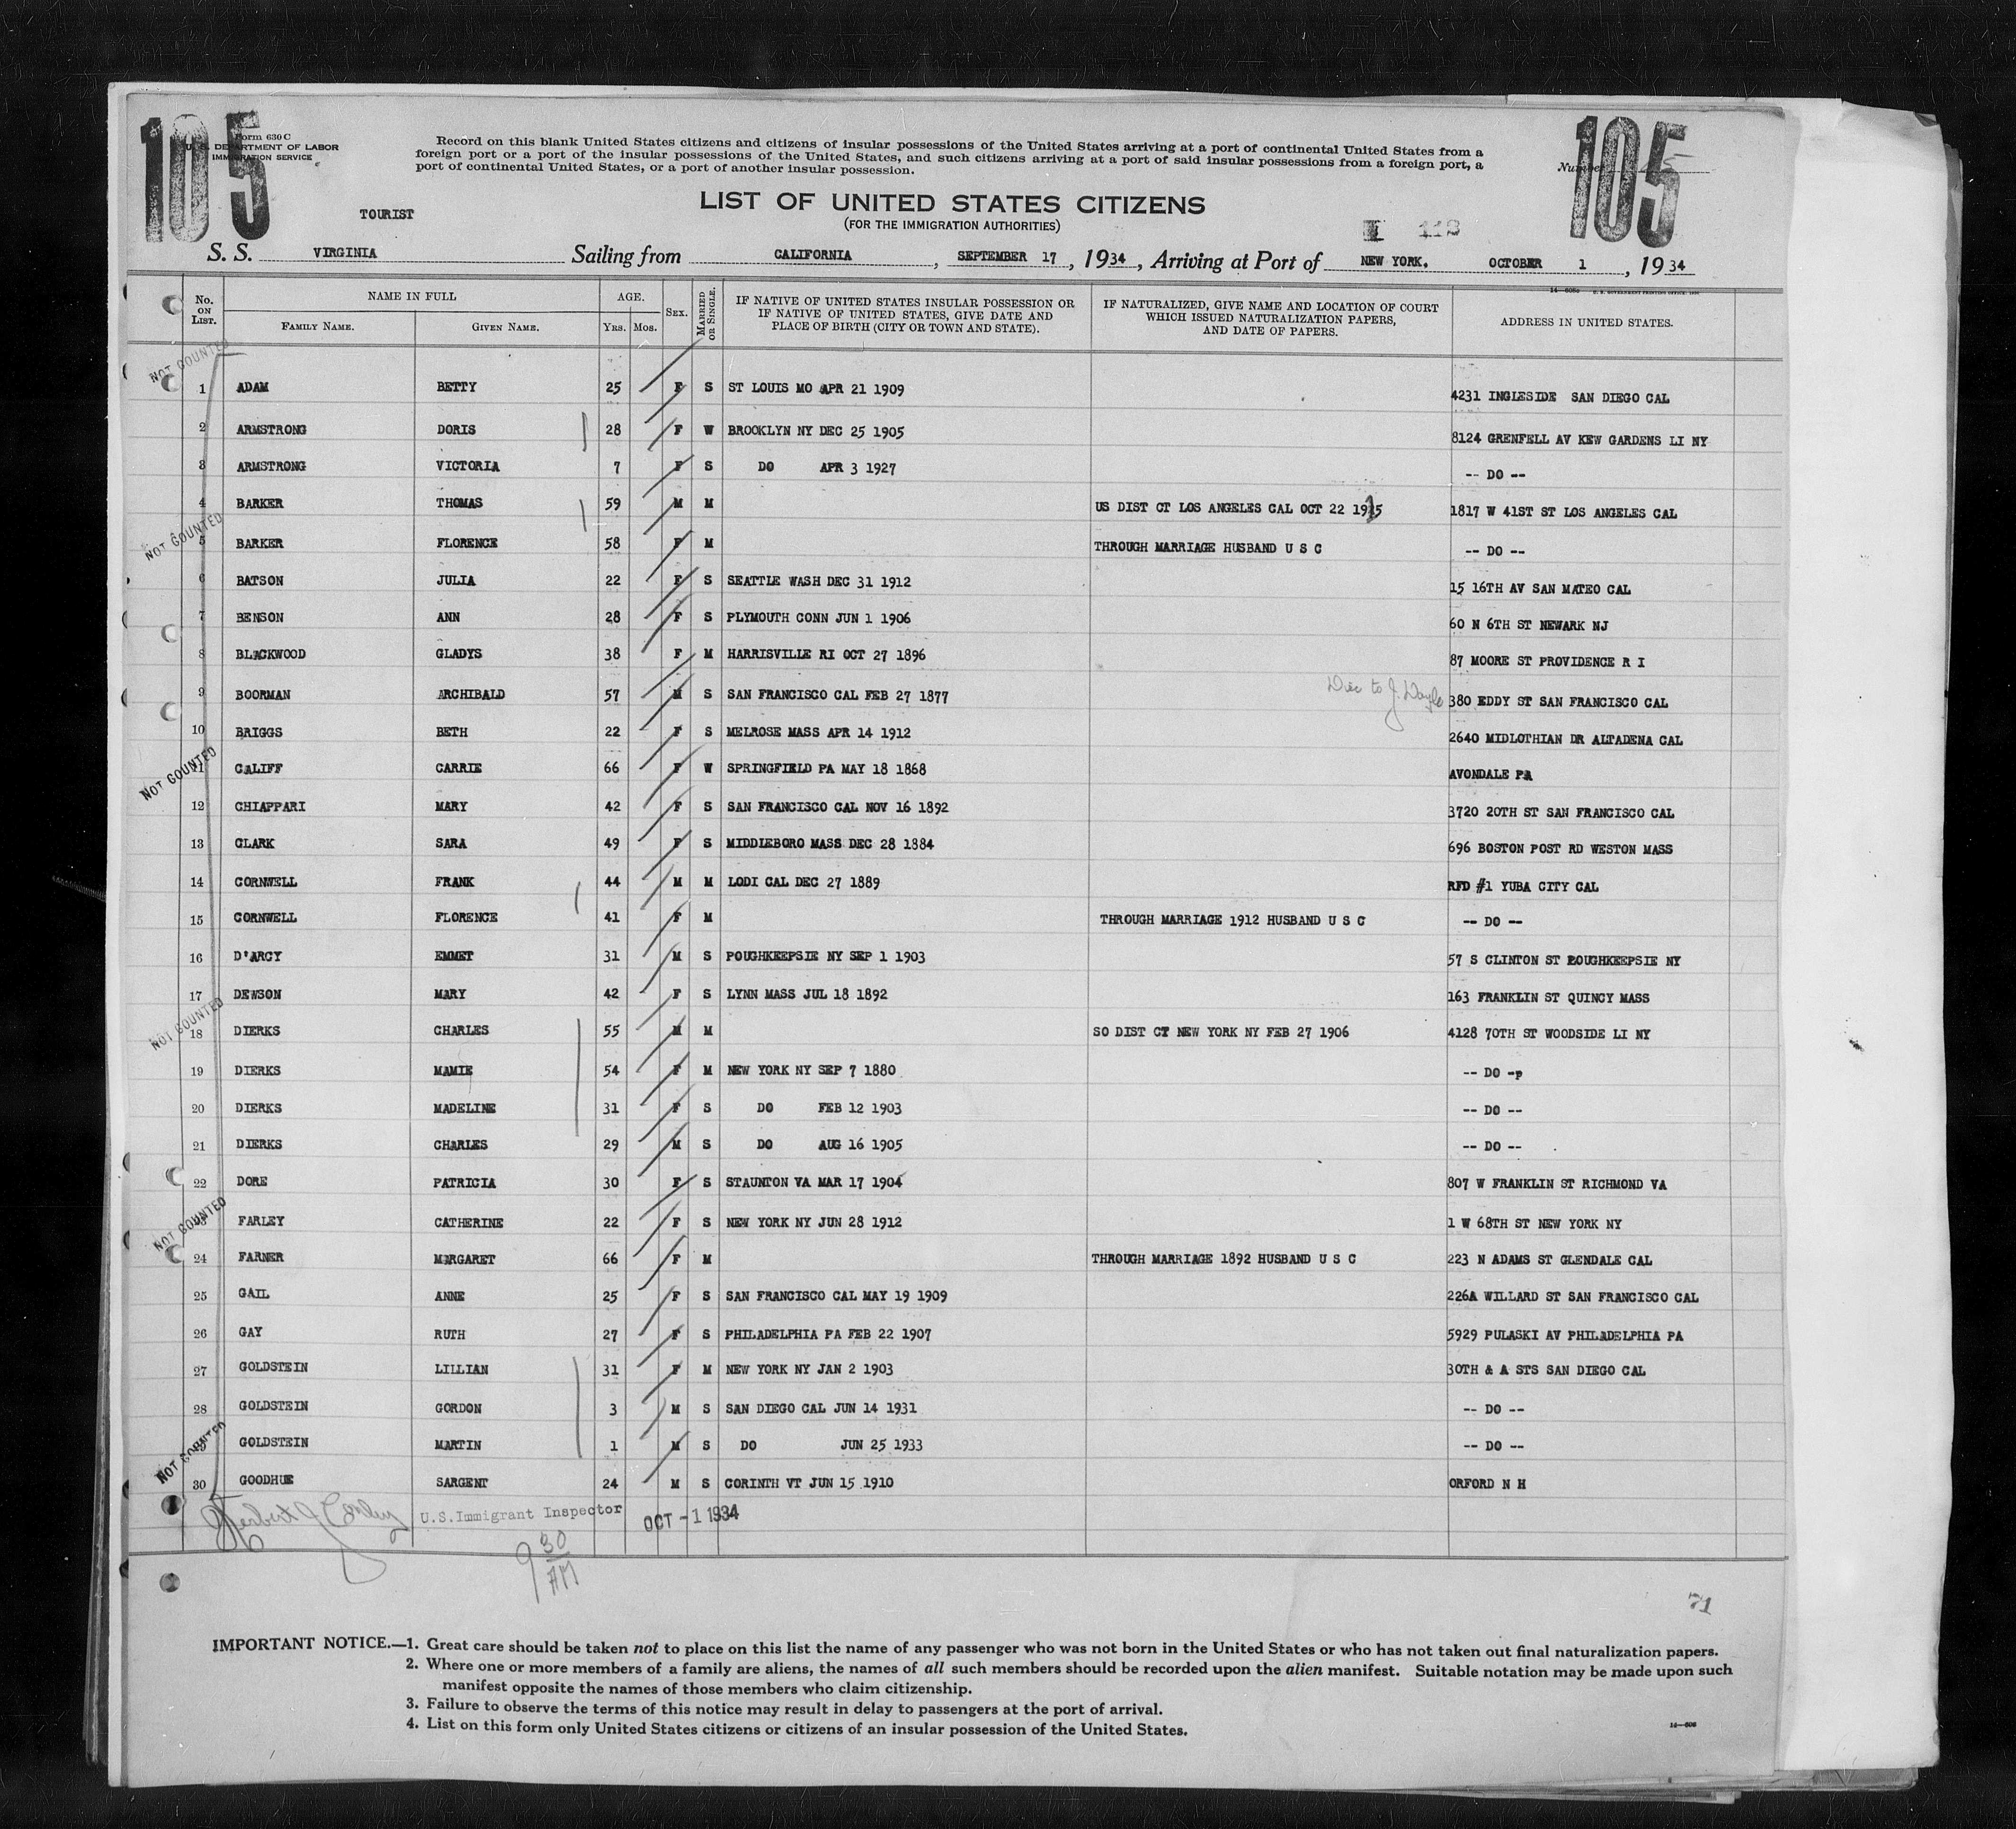 105
105
Form 630 C
U. S. DEPARTMENT OF LABOR
IMMIGRATION SERVICE
Record on this blank United States citizens and citizens of insular possessions of the United States arriving at a port of continental United States from a
foreign port or a port of the insular possessions of the United States, and such citizens arriving at a port of said insular possessions from a foreign port, a
port of continental United States, or a port of another insular possession.
Number
LIST OF UNITED STATES CITIZENS
(FOR THE IMMIGRATION AUTHORITIES)
TOURIST
118
S. S. VIRGINIA Sailing from CALIFORNIA, SEPTEMBER 17, 1934, Arriving at Port of NEW YORK. OCTOBER 1, 1934
No. ON LIST. NAME IN FULL FAMILY NAME. GIVEN NAME. AGE. YRS. MOS. SEX. MARRIED OR SINGLE. IF NATIVE OF UNITED STATES INSULAR POSSESSION OR IF NATIVE OF UNITED STATES, GIVE DATE AND PLACE OF BIRTH (CITY OR TOWN AND STATE). IF NATURALIZED, GIVE NAME AND LOCATION OF COURT WHICH ISSUED NATURALIZATION PAPERS, AND DATE OF PAPERS. ADDRESS IN UNITED STATES.
NOT COUNTED
1 ADAM BETTY 25 F S ST LOUIS MO APR 21 1909 4231 INGLESIDE SAN DIEGO CAL
2 ARMSTRONG DORIS 28 F W BROOKLYN NY DEC 25 1905 8124 GRENFELL AV KEW GARDENS LI NY
3 ARMSTRONG VICTORIA 7 F S DO APR 3 1927 -- DO --
4 BARKER THOMAS 59 M M US DIST CT LOS ANGELES CAL OCT 22 1915 1817 W 41ST ST LOS ANGELES CAL
NOT COUNTED
5 BARKER FLORENCE 58 F M THROUGH MARRIAGE HUSBAND U S C -- DO --
6 BATSON JULIA 22 F S SEATTLE WASH DEC 31 1912 15 16TH AV SAN MATEO CAL
7 BENSON ANN 28 F S PLYMOUTH CONN JUN 1 1906 60 N 6TH ST NEWARK NJ
8 BLACKWOOD GLADYS 38 F M HARRISVILLE RI OCT 27 1896 87 MOORE ST PROVIDENCE R I
9 BOORMAN ARCHIBALD 57 M S SAN FRANCISCO CAL FEB 27 1877 to J. Doyle 380 EDDY ST SAN FRANCISCO CAL
10 BRIGGS BETH 22 F S MELROSE MASS APR 14 1912 2640 MIDLOTHIAN DR ALTADENA CAL
NOT COUNTED
11 CALIFF CARRIE 66 F W SPRINGFIELD PA MAY 18 1868 AVONDALE PA
12 CHIAPPARI MARY 42 F S SAN FRANCISCO CAL NOV 16 1892 3720 20TH ST SAN FRANCISCO CAL
13 CLARK SARA 49 F S MIDDLEBORO MASS DEC 28 1884 696 BOSTON POST RD WESTON MASS
14 CORNWELL FRANK 44 M M LODI CAL DEC 27 1889 RFD #1 YUBA CITY CAL
15 CORNWELL FLORENCE 41 F M THROUGH MARRIAGE 1912 HUSBAND U S C -- DO --
16 D'ARCY EMMET 31 M S POUGHKEEPSIE NY SEP 1 1903 57 S CLINTON ST POUGHKEEPSIE NY
17 DEWSON MARY 42 F S LYNN MASS JUL 18 1892 163 FRANKLIN ST QUINCY MASS
NOT COUNTED
18 DIERKS CHARLES 55 M M SO DIST CT NEW YORK NY FEB 27 1906 4128 70TH ST WOODSIDE LI NY
19 DIERKS MAMIE 54 F M NEW YORK NY SEP 7 1880 -- DO -p
20 DIERKS MADELINE 31 F S DO FEB 12 1903 -- DO --
21 DIERKS CHARLES 29 M S DO AUG 16 1905 -- DO --
22 DORE PATRICIA 30 F S STAUNTON VA MAR 17 1904 807 W FRANKLIN ST RICHMOND VA
NOT COUNTED
23 FARLEY CATHERINE 22 F S NEW YORK NY JUN 28 1912 1 W 68TH ST NEW YORK NY
24 FARNER MARGARET 66 F M THROUGH MARRIAGE 1892 HUSBAND U S C 223 N ADAMS ST GLENDALE CAL
25 GAIL ANNE 25 F S SAN FRANCISCO CAL MAY 19 1909 226A WILLARD ST SAN FRANCISCO CAL
26 GAY RUTH 27 F S PHILADELPHIA PA FEB 22 1907 5929 PULASKI AV PHILADELPHIA PA
27 GOLDSTEIN LILLIAN 31 F M NEW YORK NY JAN 2 1903 30TH & A STS SAN DIEGO CAL
28 GOLDSTEIN GORDON 3 M S SAN DIEGO CAL JUN 14 1931 -- DO --
NOT COUNTED
29 GOLDSTEIN MARTIN 1 M S DO JUN 25 1933 -- DO --
30 GOODHUE SARGENT 24 M S CORINTH VT JUN 15 1910 ORFORD N H
Herbert J U.S.Immigrant Inspector OCT -1 1934
9 30 AM
71
IMPORTANT NOTICE.—1. Great care should be taken not to place on this list the name of any passenger who was not born in the United States or who has not taken out final naturalization papers.
2. Where one or more members of a family are aliens, the names of all such members should be recorded upon the alien manifest. Suitable notation may be made upon such
manifest opposite the names of those members who claim citizenship.
3. Failure to observe the terms of this notice may result in delay to passengers at the port of arrival.
4. List on this form only United States citizens or citizens of an insular possession of the United States.